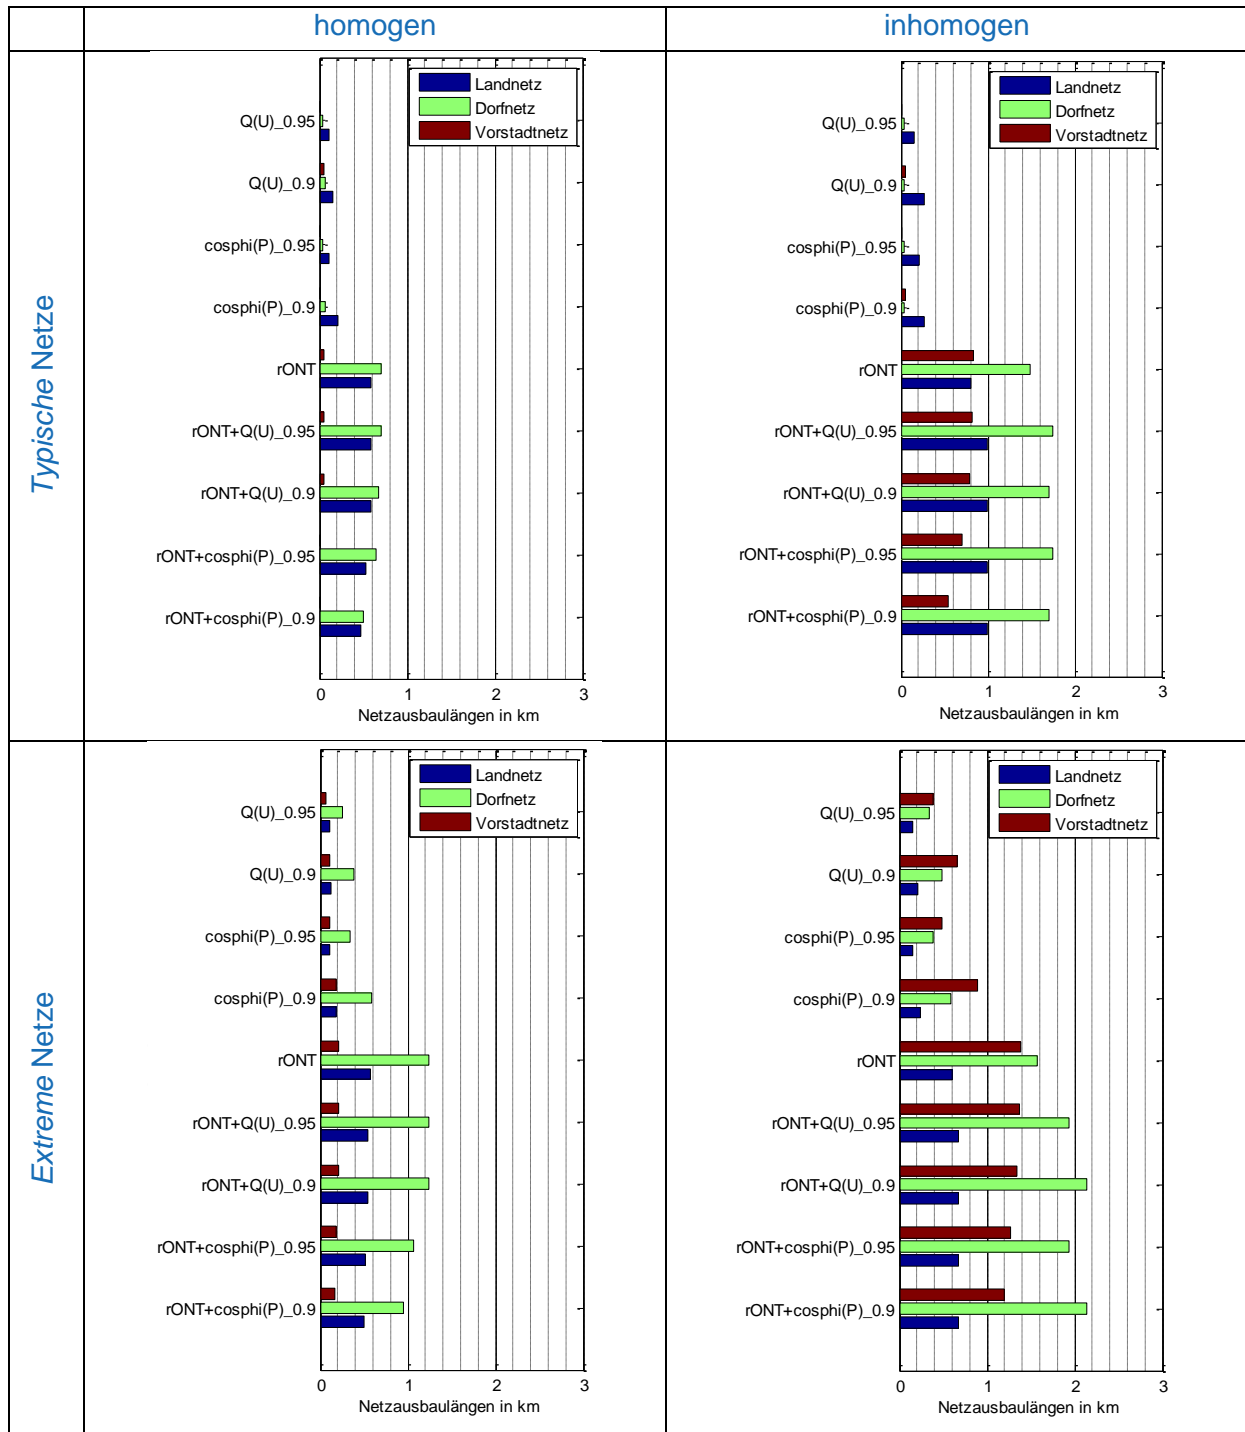 homogen
inhomogen
Typische Netze
Landnetz
Dorfnetz
Vorstadtnetz
Q(U)_0.95
Q(U)_0.9
cosphi(P)_0.95
cosphi(P)_0.9
rONT
rONT+Q(U)_0.95
rONT+Q(U)_0.9
rONT+cosphi(P)_0.95
rONT+cosphi(P)_0.9
0 1 2 3
Netzausbaulängen in km
Landnetz
Dorfnetz
Vorstadtnetz
Q(U)_0.95
Q(U)_0.9
cosphi(P)_0.95
cosphi(P)_0.9
rONT
rONT+Q(U)_0.95
rONT+Q(U)_0.9
rONT+cosphi(P)_0.95
rONT+cosphi(P)_0.9
0 1 2 3
Netzausbaulängen in km
Extreme Netze
Landnetz
Dorfnetz
Vorstadtnetz
Q(U)_0.95
Q(U)_0.9
cosphi(P)_0.95
cosphi(P)_0.9
rONT
rONT+Q(U)_0.95
rONT+Q(U)_0.9
rONT+cosphi(P)_0.95
rONT+cosphi(P)_0.9
0 1 2 3
Netzausbaulängen in km
Landnetz
Dorfnetz
Vorstadtnetz
Q(U)_0.95
Q(U)_0.9
cosphi(P)_0.95
cosphi(P)_0.9
rONT
rONT+Q(U)_0.95
rONT+Q(U)_0.9
rONT+cosphi(P)_0.95
rONT+cosphi(P)_0.9
0 1 2 3
Netzausbaulängen in km